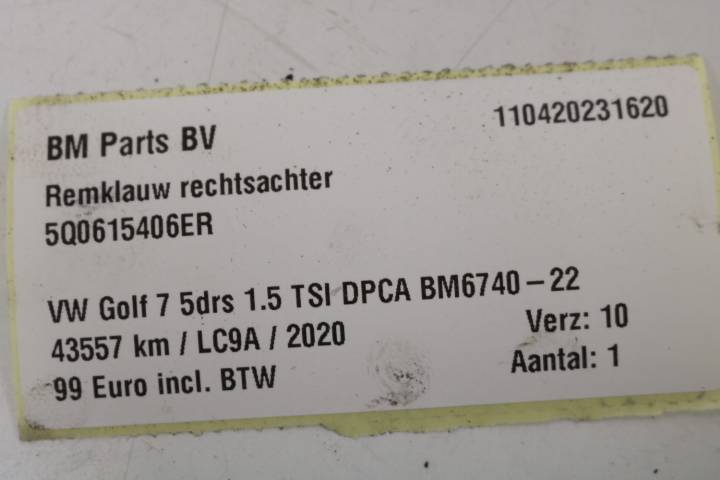 BM Parts BV 110420231620
Remklauw rechtsachter
5Q0615406ER
VW Golf 7 5drs 1.5 TSI DPCA BM6740-22
43557 km / LC9A / 2020 Verz: 10
99 Euro incl. BTW Aantal: 1